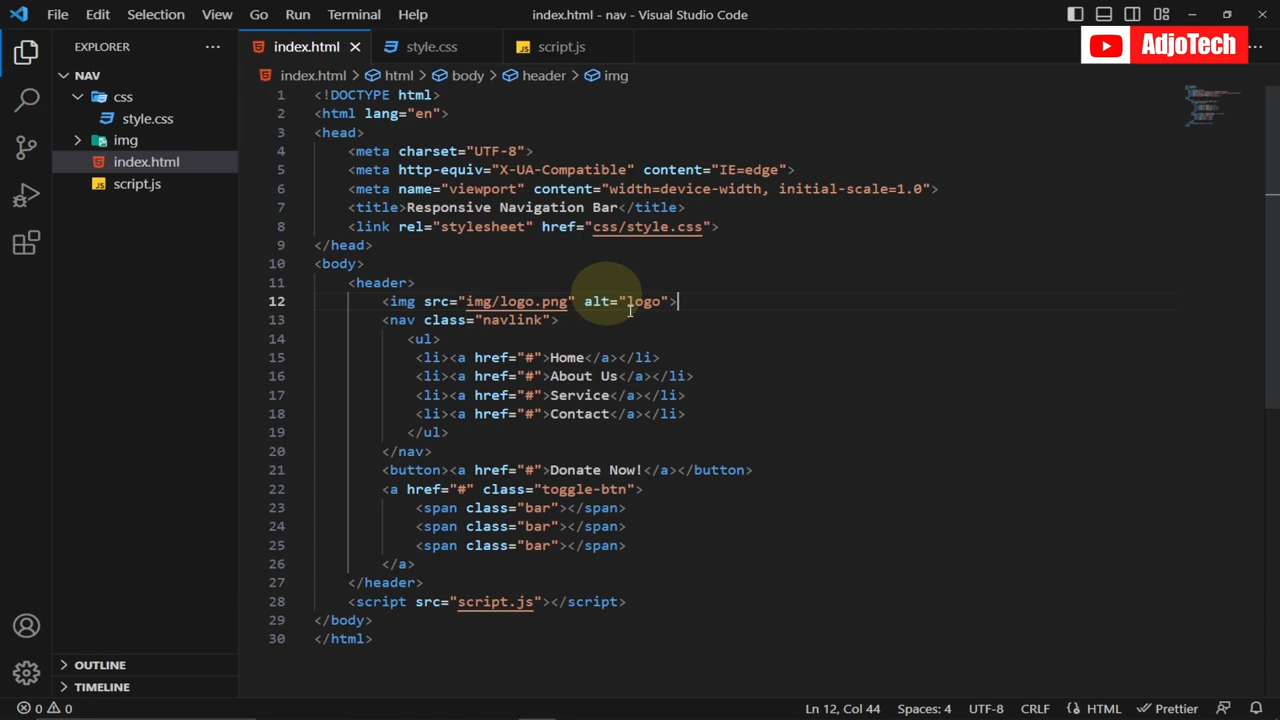 File Edit Selection View Go Run Terminal Help index.html - nav - Visual Studio Code
EXPLORER
index.html style.css script.js
AdjoTech
NAV
index.html > html > body > header > img
css
style.css
img
index.html
script.js
1 <!DOCTYPE html>
2 <html lang="en">
3 <head>
4 <meta charset="UTF-8">
5 <meta http-equiv="X-UA-Compatible" content="IE=edge">
6 <meta name="viewport" content="width=device-width, initial-scale=1.0">
7 <title>Responsive Navigation Bar</title>
8 <link rel="stylesheet" href="css/style.css">
9 </head>
10 <body>
11 <header>
12 <img src="img/logo.png" alt="logo">
13 <nav class="navlink">
14 <ul>
15 <li><a href="#">Home</a></li>
16 <li><a href="#">About Us</a></li>
17 <li><a href="#">Service</a></li>
18 <li><a href="#">Contact</a></li>
19 </ul>
20 </nav>
21 <button><a href="#">Donate Now!</a></button>
22 <a href="#" class="toggle-btn">
23 <span class="bar"></span>
24 <span class="bar"></span>
25 <span class="bar"></span>
26 </a>
27 </header>
28 <script src="script.js"></script>
29 </body>
30 </html>
OUTLINE
TIMELINE
0 0 Ln 12, Col 44 Spaces: 4 UTF-8 CRLF HTML Prettier